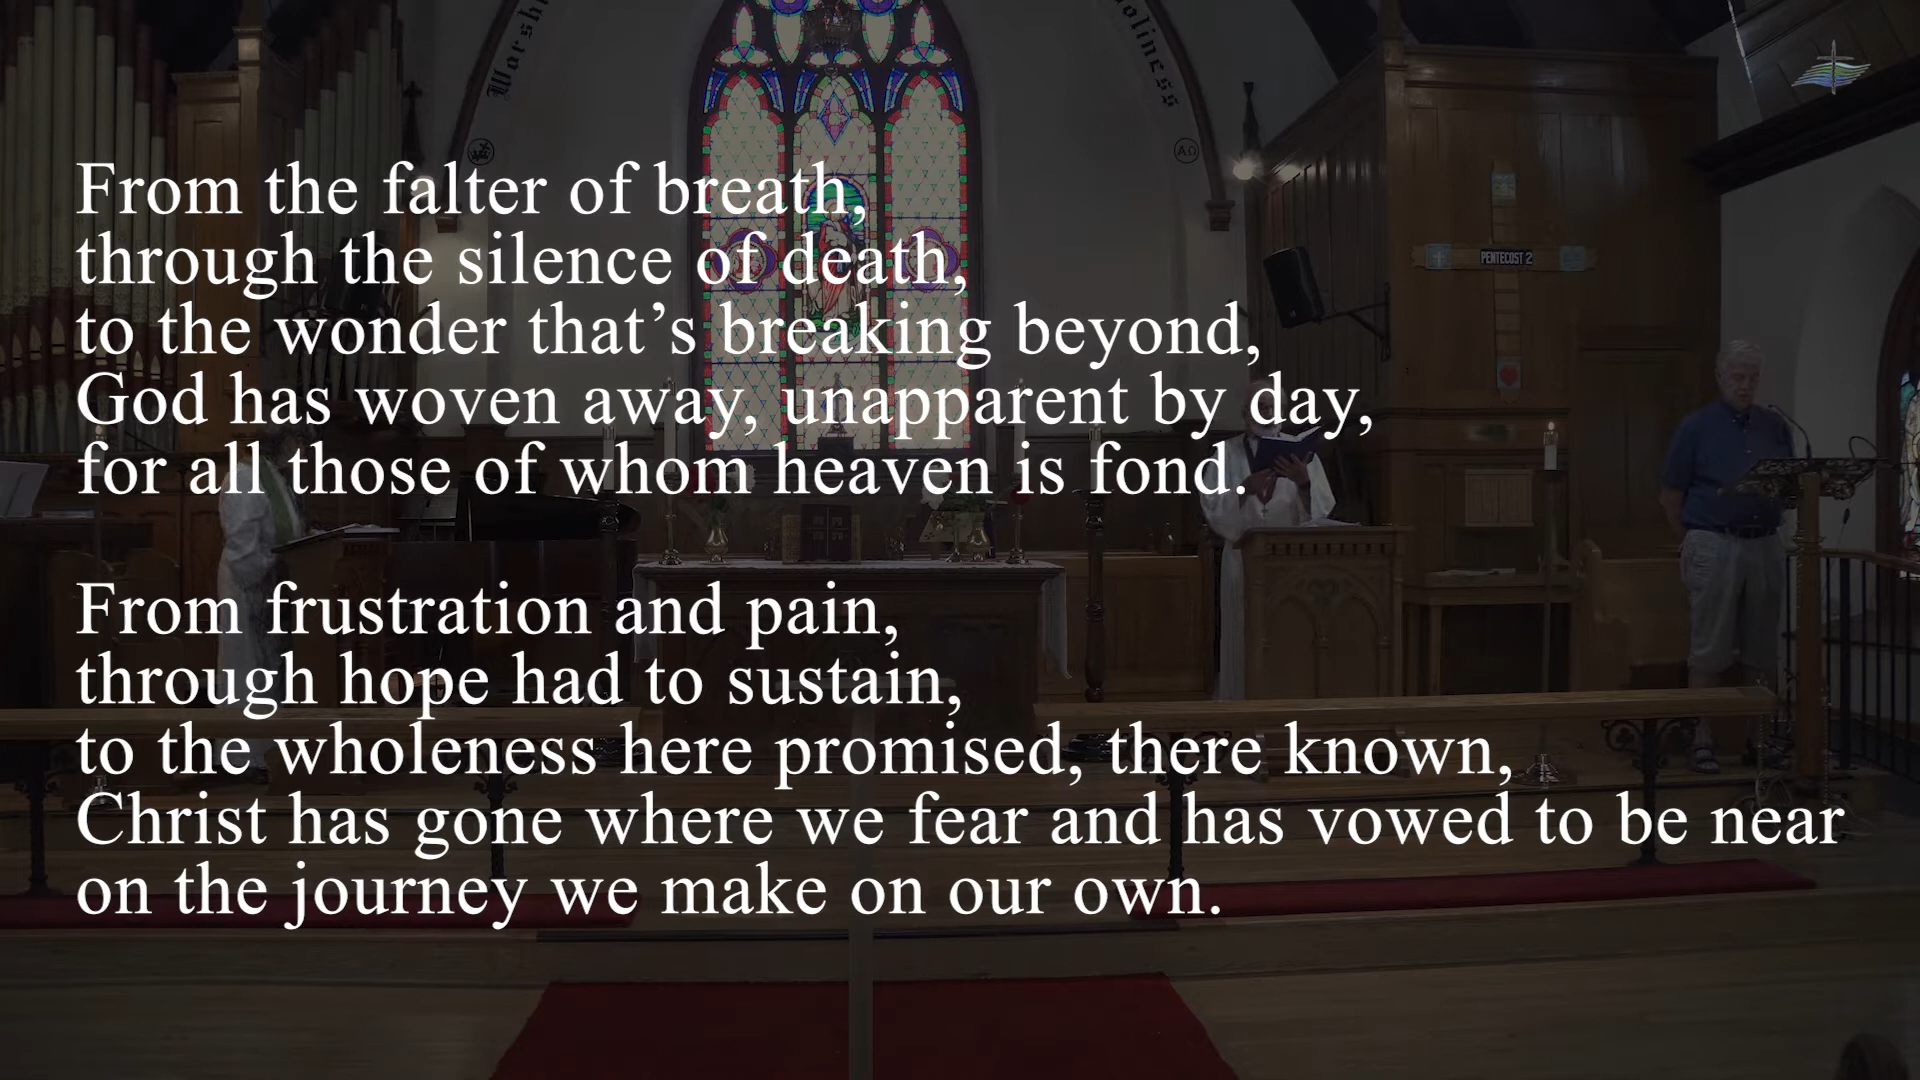 Worshi
oliness
From the falter of breath,
through the silence of death,
to the wonder that’s breaking beyond,
God has woven away, unapparent by day,
for all those of whom heaven is fond.
From frustration and pain,
through hope had to sustain,
to the wholeness here promised, there known,
Christ has gone where we fear and has vowed to be near
on the journey we make on our own.
PENTECOST 2
ΑΩ